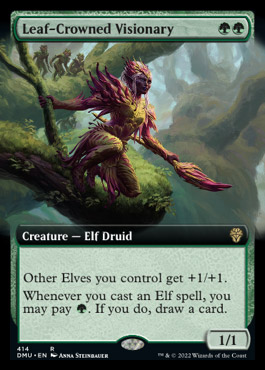 Leaf-Crowned Visionary
Creature — Elf Druid
Other Elves you control get +1/+1.
Whenever you cast an Elf spell, you
may pay. If you do, draw a card.
1/1
414 R
DMU • EN Anna Steinbauer
™ & © 2022 Wizards of the Coast